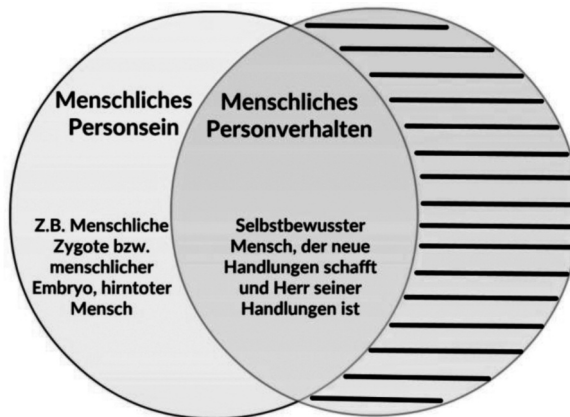 Menschliches
Personsein
Menschliches
Personverhalten
Z.B. Menschliche
Zygote bzw.
menschlicher
Embryo, hirntoter
Mensch
Selbstbewusster
Mensch, der neue
Handlungen schafft
und Herr seiner
Handlungen ist